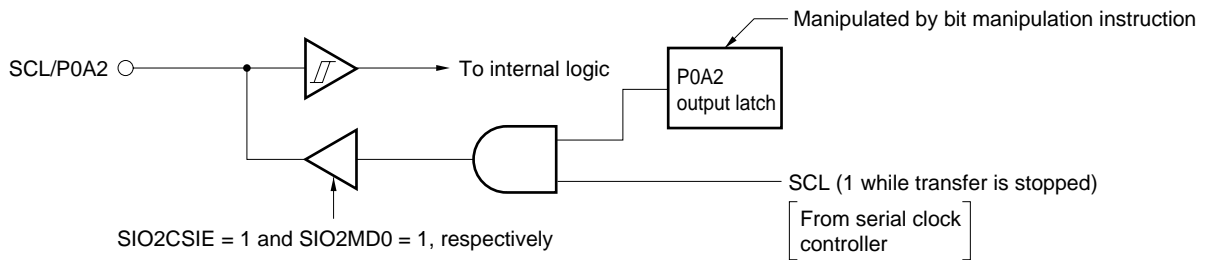 Manipulated by bit manipulation instruction
SCL/P0A2
To internal logic
P0A2
output latch
SCL (1 while transfer is stopped)
From serial clock
controller
SIO2CSIE = 1 and SIO2MD0 = 1, respectively